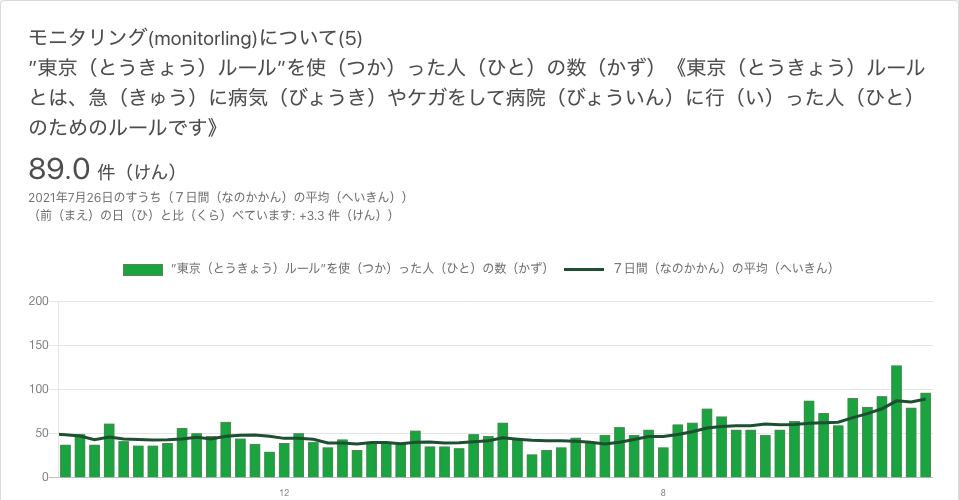 モニタリング(monitorling)について(5)
”東京（とうきょう）ルール”を使（つか）った人（ひと）の数（かず）《東京（とうきょう）ルール
とは、急（きゅう）に病気（びょうき）やケガをして病院（びょういん）に行（い）った人（ひと）
のためのルールです》
89.0 件（けん）
2021年7月26日のすうち（７日間（なのかかん）の平均（へいきん））
（前（まえ）の日（ひ）と比（くら）べています: +3.3 件（けん））
”東京（とうきょう）ルール”を使（つか）った人（ひと）の数（かず） ７日間（なのかかん）の平均（へいきん）
200
150
100
50
0
12 8